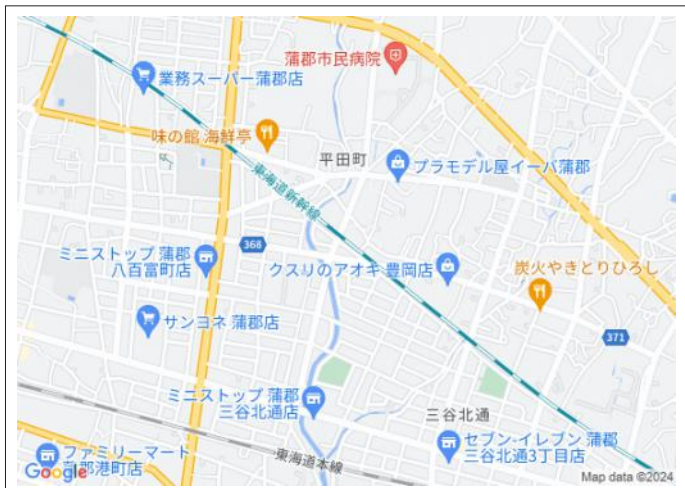 蒲郡市民病院
業務スーパー蒲郡店
味の館 海鮮亭
平田町
プラモデル屋イーバ蒲郡
東海道新幹線
368
ミニストップ 蒲郡
八百富町店
クスリのアオキ 豊岡店
炭火やきとりひろし
サンヨネ 蒲郡店
371
ミニストップ 蒲郡
三谷北通店
三谷北通
セブン-イレブン 蒲郡
三谷北通3丁目店
東海道本線
ファミリーマート
蒲郡港町店
Google
Map data ©2024